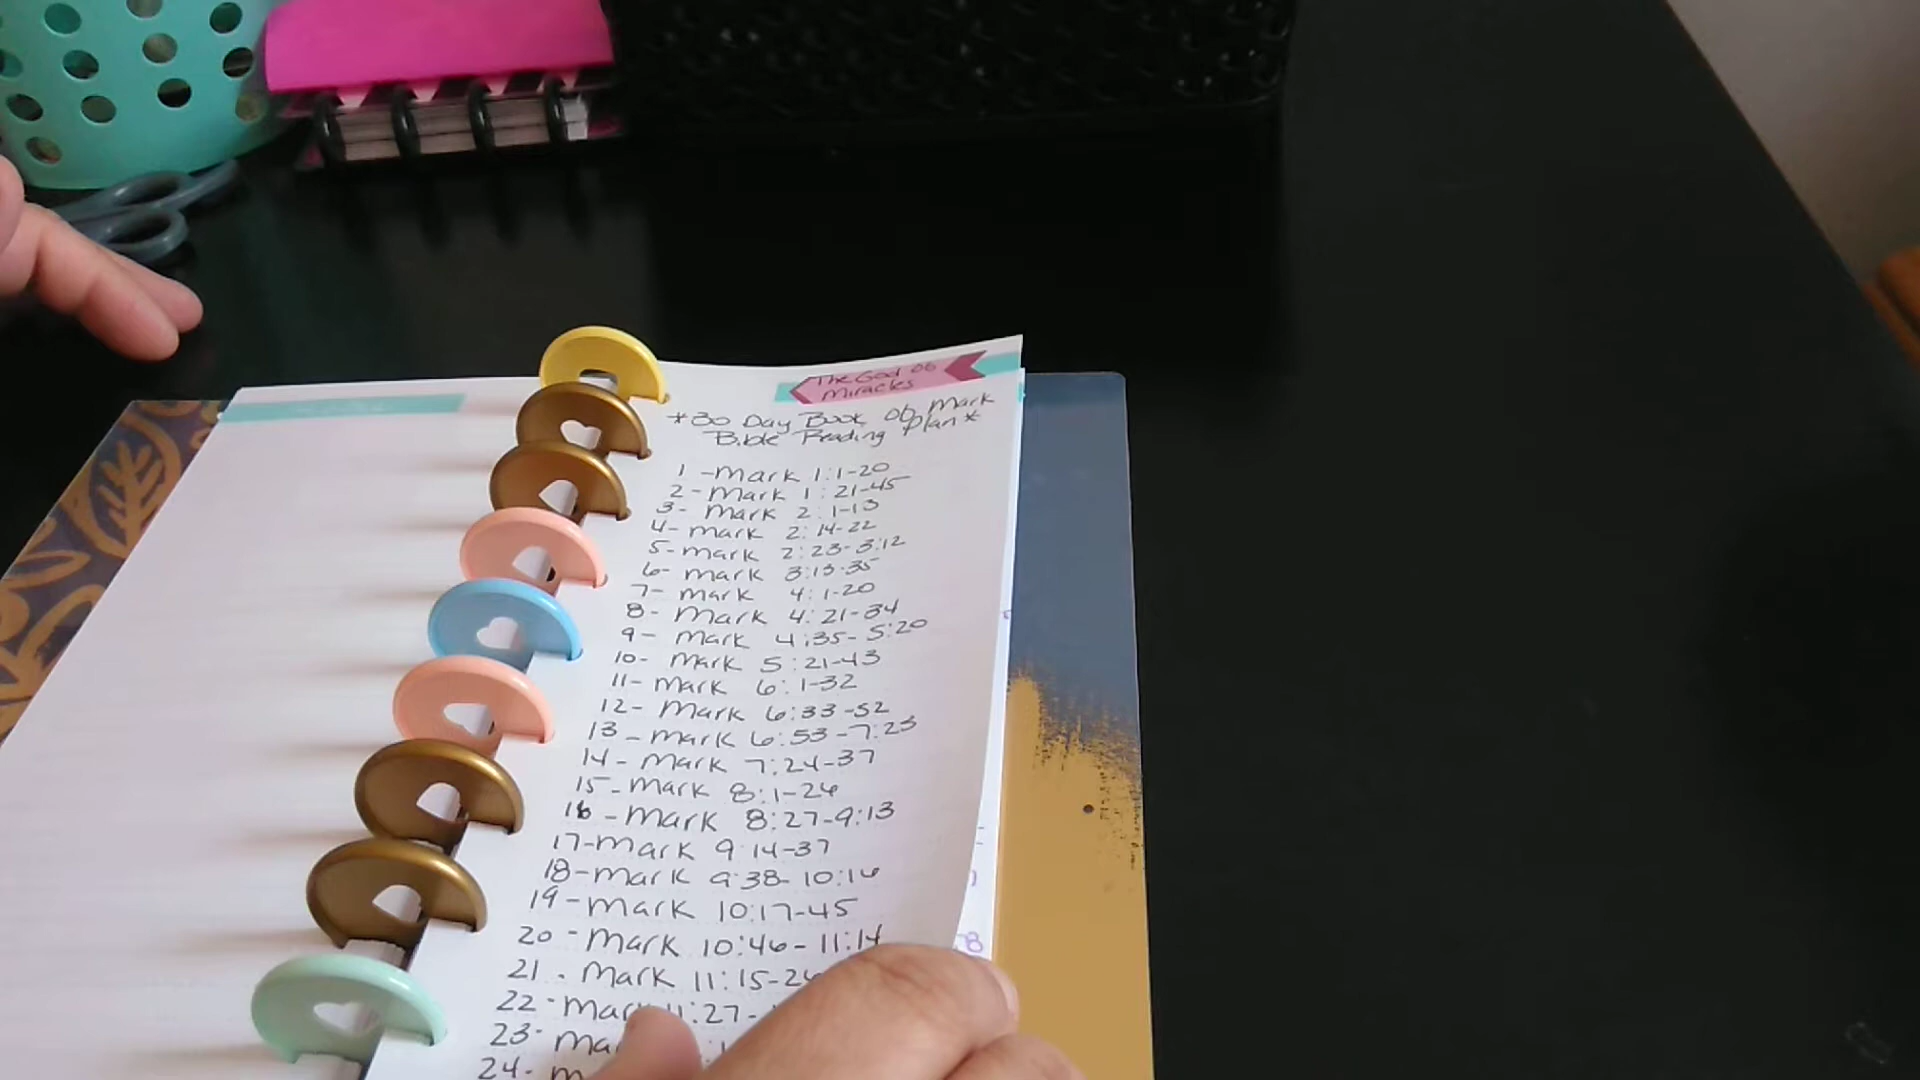 The God of
Miracles
*30 Day Book of Mark
Bible Reading Plan*
1 - Mark 1:1-20
2 - Mark 1:21-45
3 - Mark 2:1-13
4 - Mark 2:14-22
5 - Mark 2:23-3:12
6 - Mark 3:13-35
7 - Mark 4:1-20
8 - Mark 4:21-34
9 - Mark 4:35-5:20
10 - Mark 5:21-43
11 - Mark 6:1-32
12 - Mark 6:33-52
13 - Mark 6:53-7:23
14 - Mark 7:24-37
15 - Mark 8:1-26
16 - Mark 8:27-9:13
17 - Mark 9:14-37
18 - Mark 9:38-10:16
19 - Mark 10:17-45
20 - Mark 10:46-11:14
21 - Mark 11:15-26
22 - Mar 11:27-
23 - Ma
24 - M